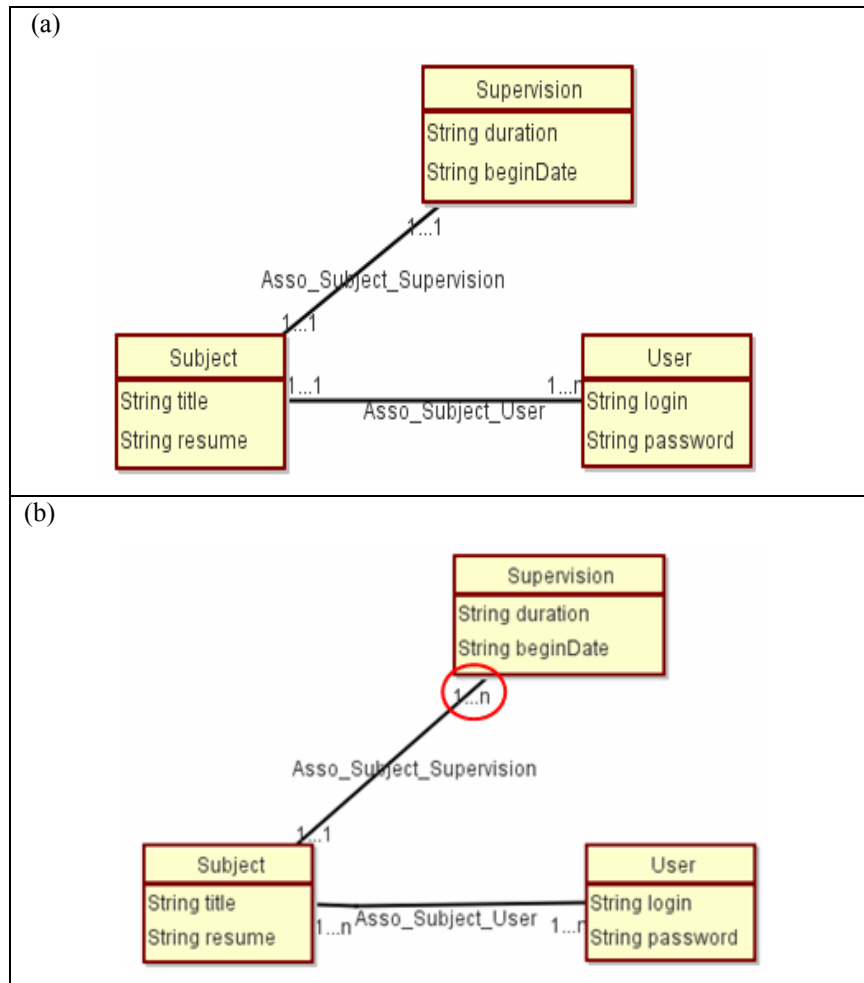 (a)
Supervision
String duration
String beginDate
1...1
Asso_Subject_Supervision
1...1
Subject
String title
String resume
1...1
Asso_Subject_User
1...n
User
String login
String password
(b)
Supervision
String duration
String beginDate
1...n
Asso_Subject_Supervision
1...1
Subject
String title
String resume
1...n
Asso_Subject_User
1...n
User
String login
String password